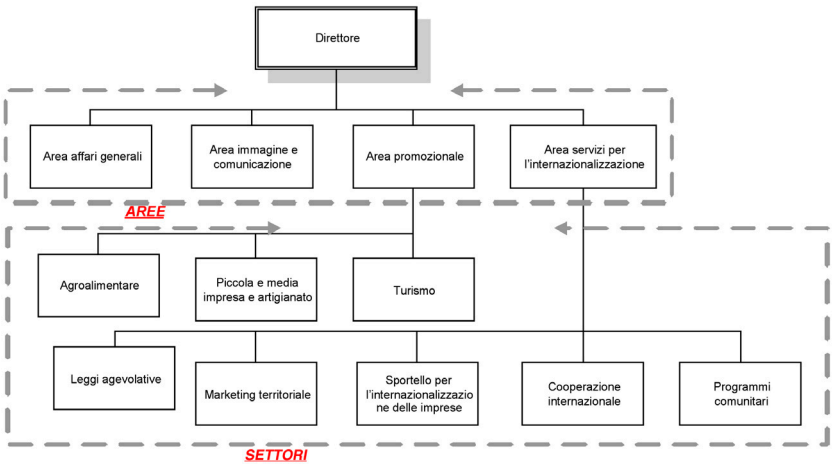 Direttore
Area affari generali
Area immagine e
comunicazione
Area promozionale
Area servizi per
l'internazionalizzazione
AREE
Agroalimentare
Piccola e media
impresa e artigianato
Turismo
Leggi agevolative
Marketing territoriale
Sportello per
l'internazionalizzazio
ne delle imprese
Cooperazione
internazionale
Programmi
comunitari
SETTORI